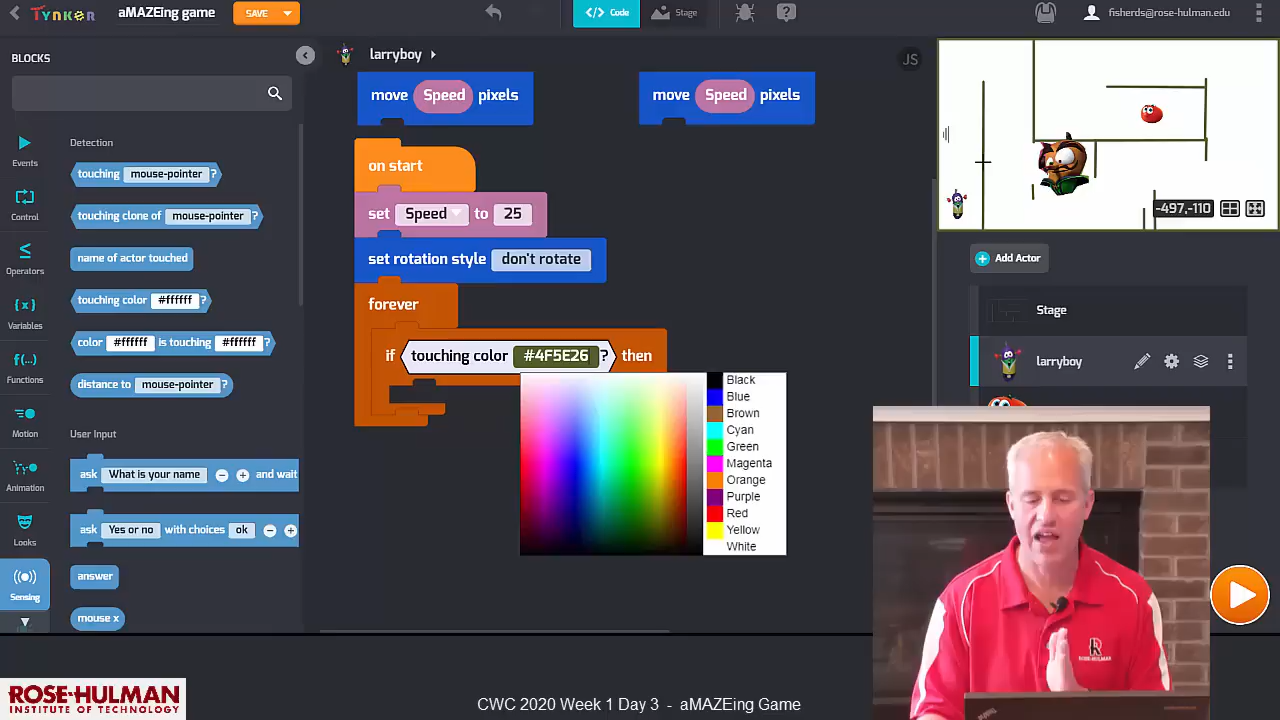 Tynker
aMAZEing game
SAVE
</> Code
Stage
fisherds@rose-hulman.edu
BLOCKS
larryboy
JS
move Speed pixels
move Speed pixels
Events
Control
Operators
{x}
Variables
f(...)
Functions
Motion
Animation
Looks
Sensing
Detection
touching mouse-pointer ?
touching clone of mouse-pointer ?
name of actor touched
touching color #ffffff ?
color #ffffff is touching #ffffff ?
distance to mouse-pointer ?
User Input
ask What is your name and wait
ask Yes or no with choices ok
answer
mouse x
on start
set Speed to 25
set rotation style don't rotate
forever
if touching color #4F5E26 ? then
Black
Blue
Brown
Cyan
Green
Magenta
Orange
Purple
Red
Yellow
White
-497,-110
Add Actor
Stage
larryboy
R
ROSE-HULMAN
ROSE-HULMAN
INSTITUTE OF TECHNOLOGY
CWC 2020 Week 1 Day 3 - aMAZEing Game